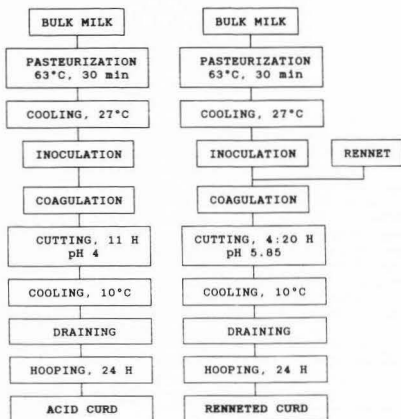 BULK MILK
PASTEURIZATION
63°C, 30 min
COOLING, 27°C
INOCULATION
COAGULATION
CUTTING, 11 H
pH 4
COOLING, 10°C
DRAINING
HOOPING, 24 H
ACID CURD
BULK MILK
PASTEURIZATION
63°C, 30 min
COOLING, 27°C
INOCULATION
RENNET
COAGULATION
CUTTING, 4:20 H
pH 5.85
COOLING, 10°C
DRAINING
HOOPING, 24 H
RENNETED CURD